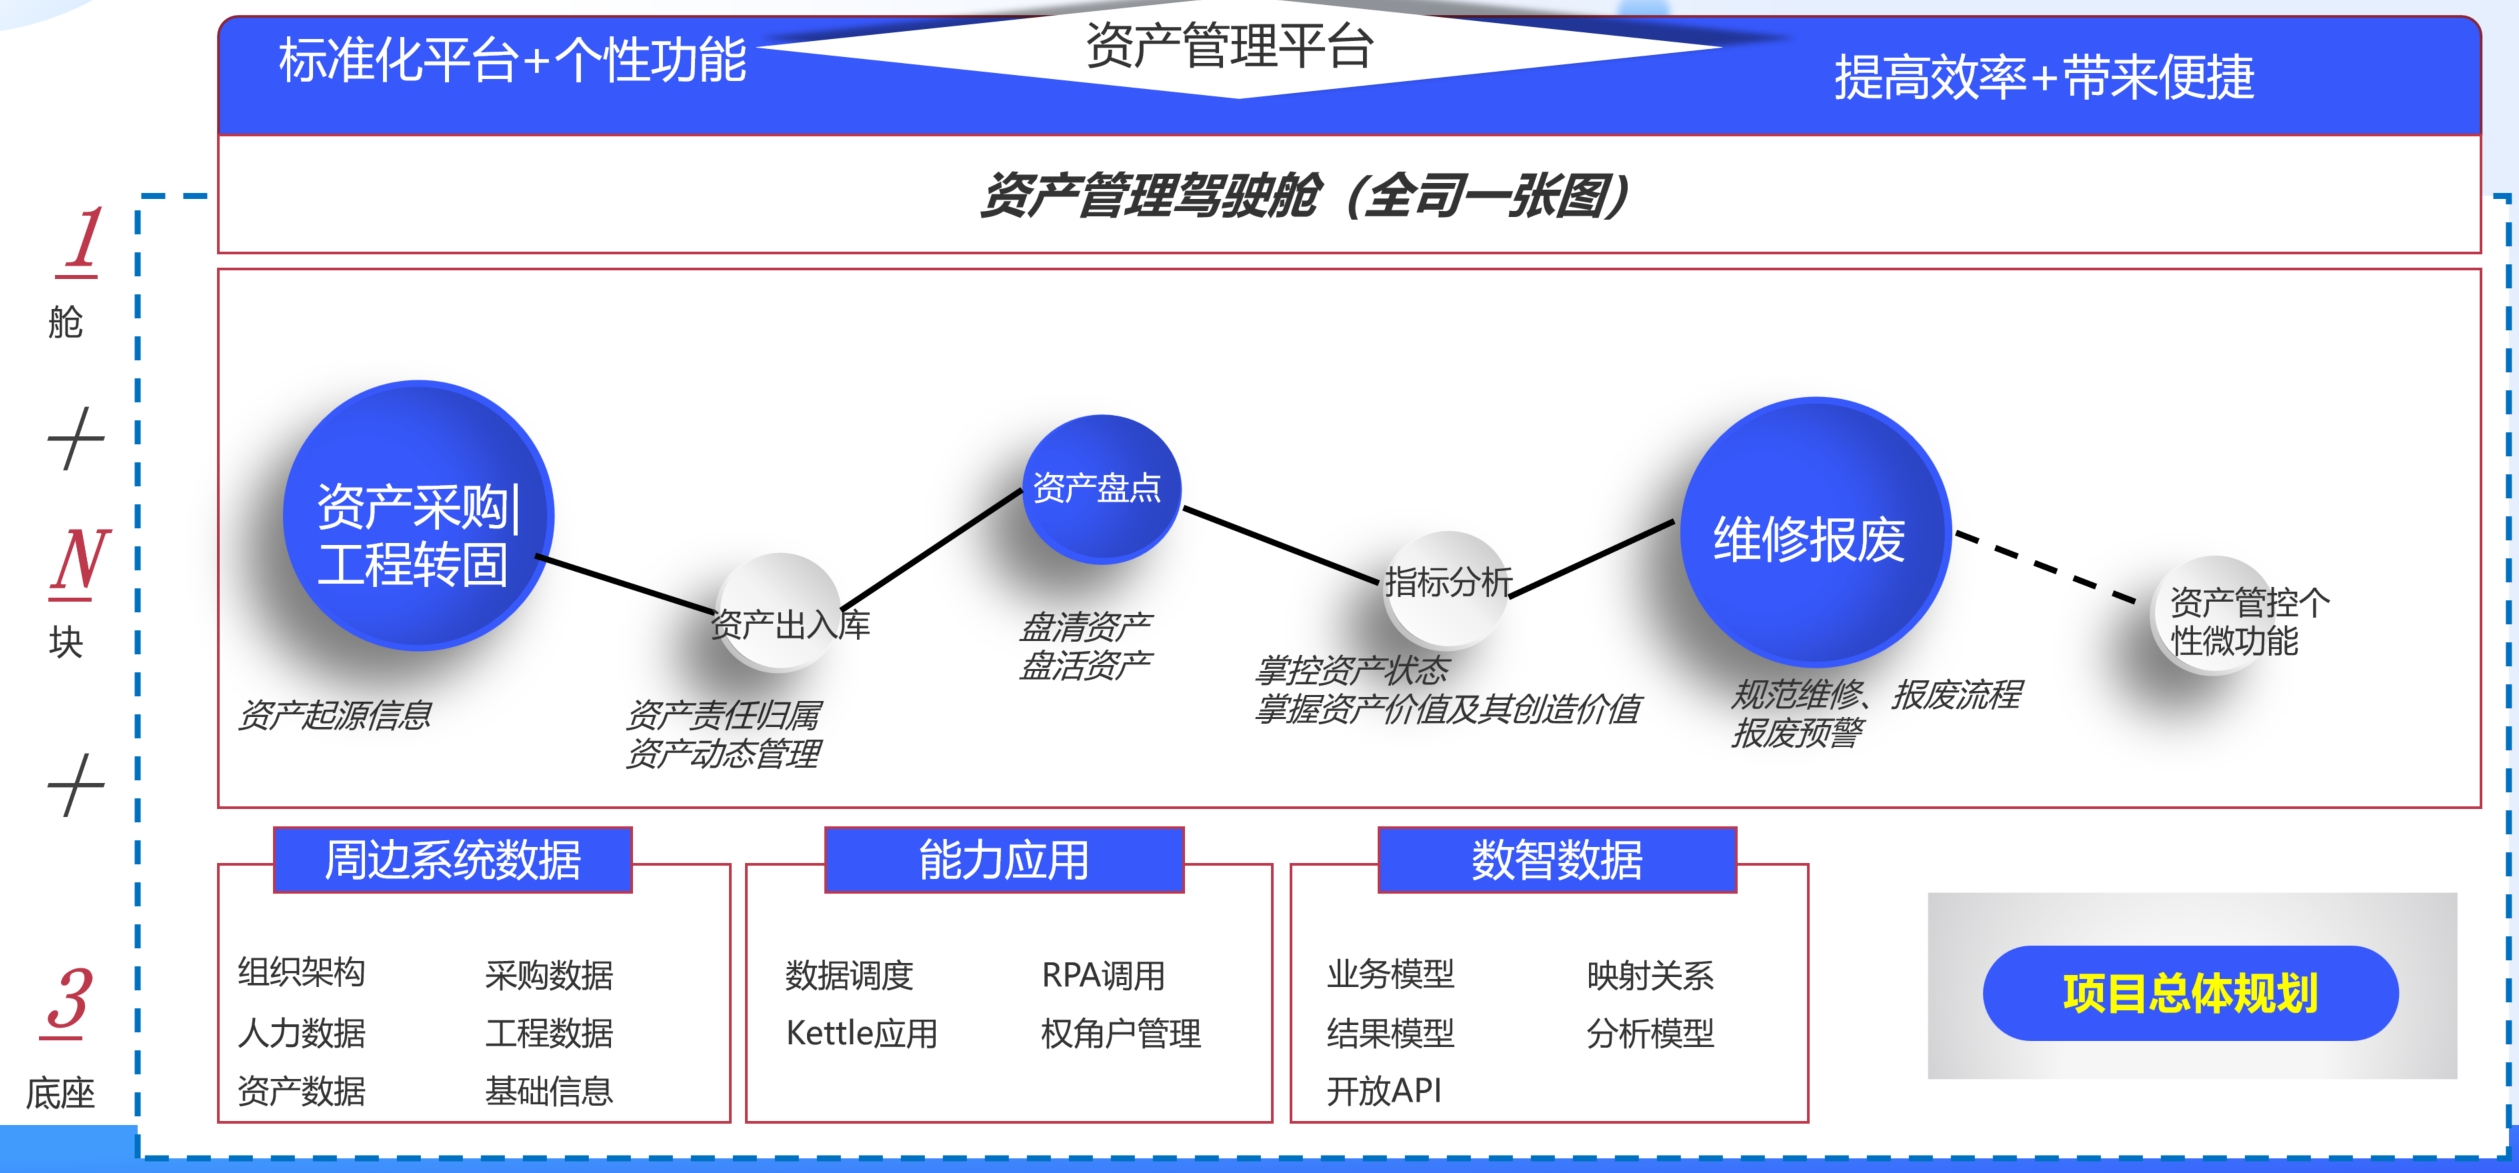 资产管理平台
标准化平台+个性功能
提高效率+带来便捷
资产管理驾驶舱（全司一张图）
1
舱
+
N
块
+
3
底座
资产采购|
工程转固
资产起源信息
资产出入库
资产责任归属
资产动态管理
资产盘点
盘清资产
盘活资产
指标分析
掌控资产状态
掌握资产价值及其创造价值
维修报废
规范维修、报废流程
报废预警
资产管控个
性微功能
周边系统数据
组织架构
采购数据
人力数据
工程数据
资产数据
基础信息
能力应用
数据调度
RPA调用
Kettle应用
权角户管理
数智数据
业务模型
映射关系
结果模型
分析模型
开放API
项目总体规划